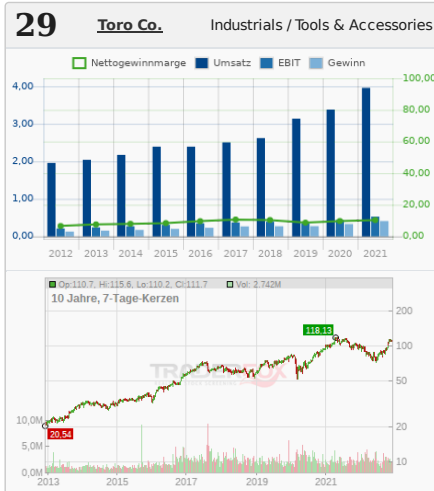 29 Toro Co. Industrials / Tools & Accessories
Nettogewinnmarge Umsatz EBIT Gewinn
4,00 100,00
80,00
3,00
60,00
2,00
40,00
1,00
20,00
0,00 0,00
2012 2013 2014 2015 2016 2017 2018 2019 2020 2021
Op:110.7, Hi:115.6, Lo:110.2, Cl:111.7 Vol: 2.742M
10 Jahre, 7-Tage-Kerzen
200
118,13
100
TRADERFOX
50
20,54
10,0M 20
5,0M 10
0,0M
2013 2015 2017 2019 2021